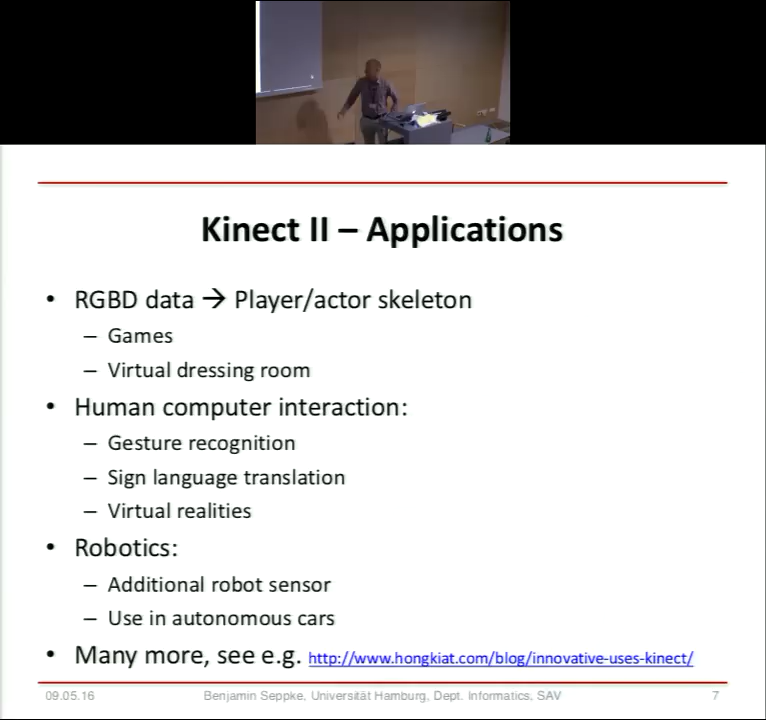 Kinect II – Applications
• RGBD data → Player/actor skeleton
– Games
– Virtual dressing room
• Human computer interaction:
– Gesture recognition
– Sign language translation
– Virtual realities
• Robotics:
– Additional robot sensor
– Use in autonomous cars
• Many more, see e.g. http://www.hongkiat.com/blog/innovative-uses-kinect/
09.05.16 Benjamin Seppke, Universität Hamburg, Dept. Informatics, SAV 7